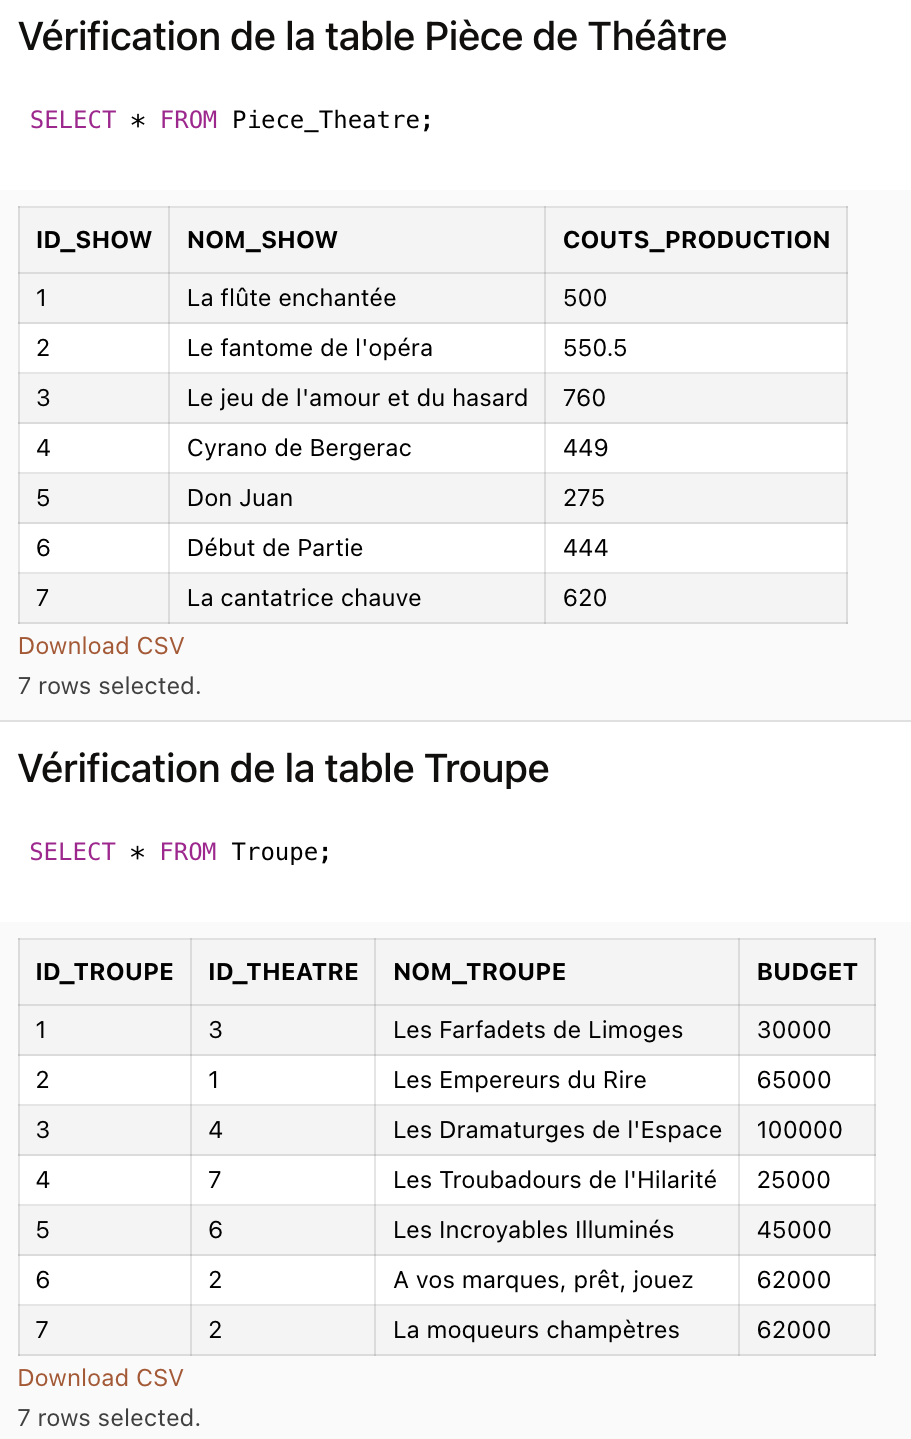 Vérification de la table Pièce de Théâtre
SELECT * FROM Piece_Theatre;
ID_SHOW NOM_SHOW COUTS_PRODUCTION
1 La flûte enchantée 500
2 Le fantome de l'opéra 550.5
3 Le jeu de l'amour et du hasard 760
4 Cyrano de Bergerac 449
5 Don Juan 275
6 Début de Partie 444
7 La cantatrice chauve 620
Download CSV
7 rows selected.
Vérification de la table Troupe
SELECT * FROM Troupe;
ID_TROUPE ID_THEATRE NOM_TROUPE BUDGET
1 3 Les Farfadets de Limoges 30000
2 1 Les Empereurs du Rire 65000
3 4 Les Dramaturges de l'Espace 100000
4 7 Les Troubadours de l'Hilarité 25000
5 6 Les Incroyables Illuminés 45000
6 2 A vos marques, prêt, jouez 62000
7 2 La moqueurs champètres 62000
Download CSV
7 rows selected.